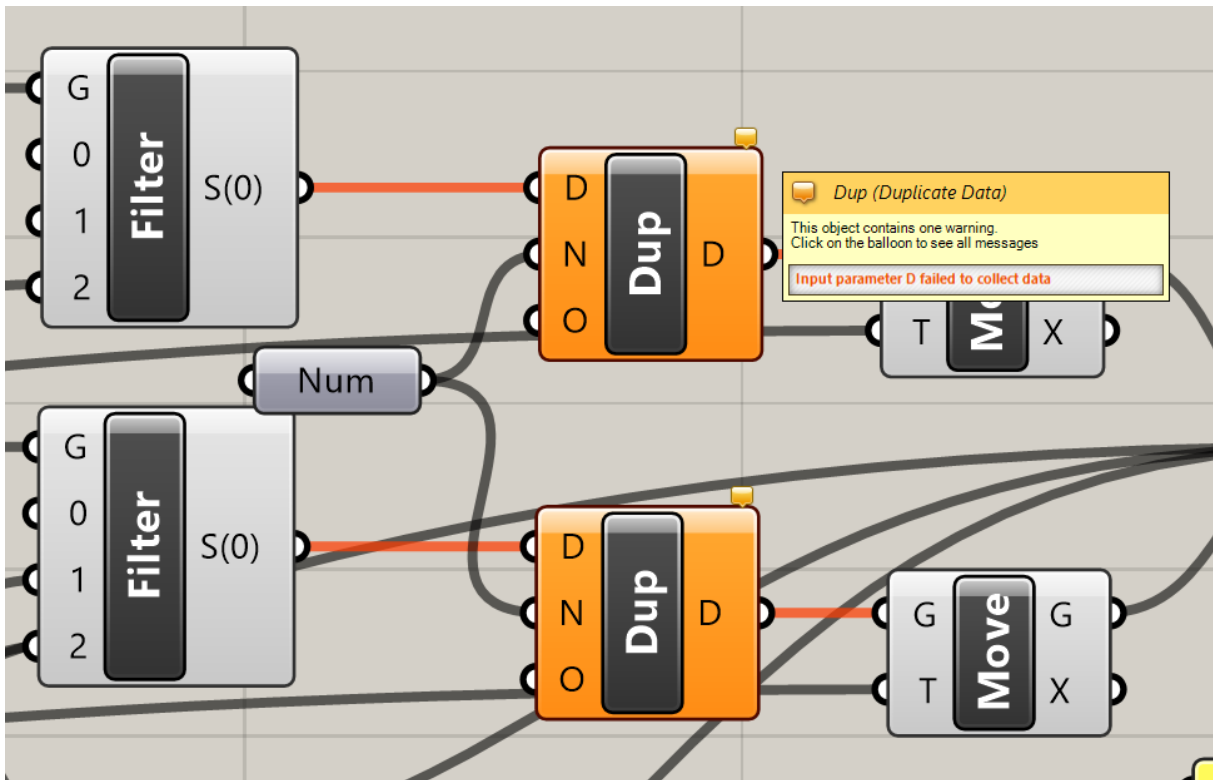 G
0
1
2
Filter
S(0)
D
N
O
Dup
D
Dup (Duplicate Data)
This object contains one warning.
Click on the balloon to see all messages
Input parameter D failed to collect data
T
X
Num
G
0
1
2
Filter
S(0)
D
N
O
Dup
D
G
T
Move
G
X